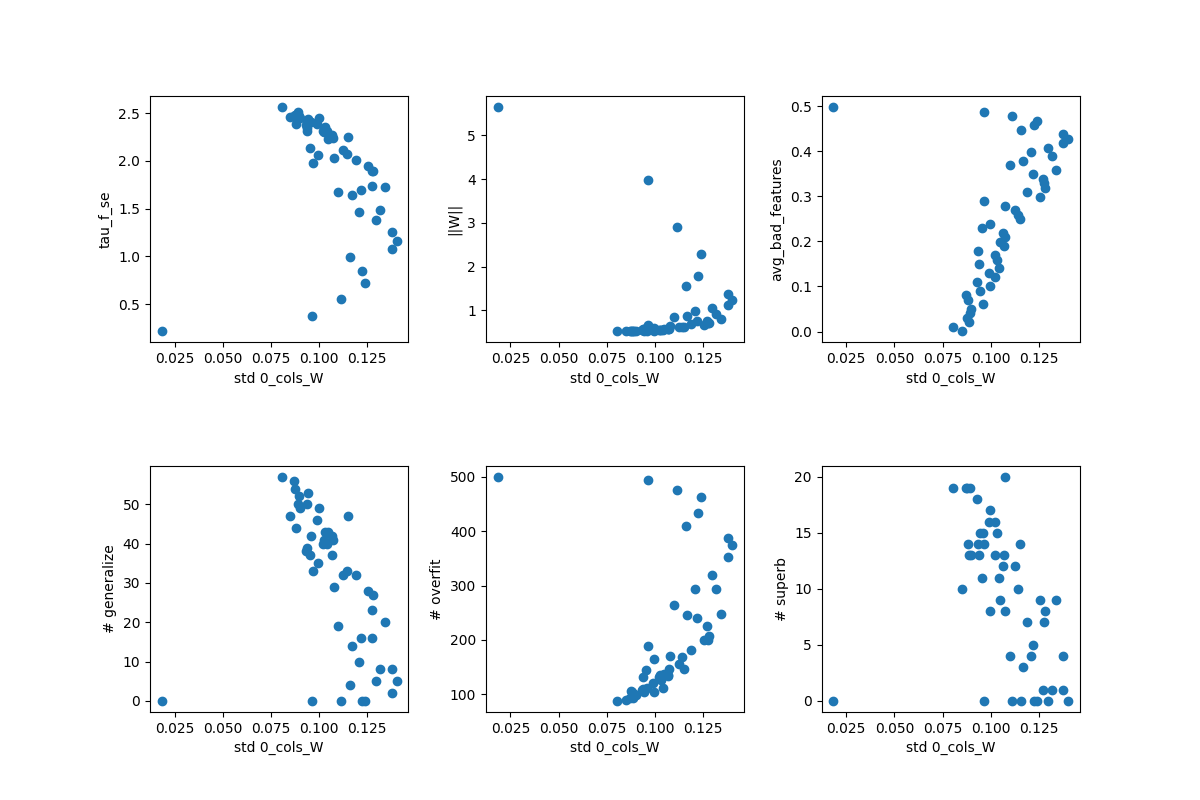 2.5
2.0
1.5
1.0
0.5
tau_f_se
0.025 0.050 0.075 0.100 0.125
std 0_cols_W
5
4
3
2
1
||W||
0.025 0.050 0.075 0.100 0.125
std 0_cols_W
0.5
0.4
0.3
0.2
0.1
0.0
avg_bad_features
0.025 0.050 0.075 0.100 0.125
std 0_cols_W
50
40
30
20
10
0
# generalize
0.025 0.050 0.075 0.100 0.125
std 0_cols_W
500
400
300
200
100
# overfit
0.025 0.050 0.075 0.100 0.125
std 0_cols_W
20
15
10
5
0
# superb
0.025 0.050 0.075 0.100 0.125
std 0_cols_W